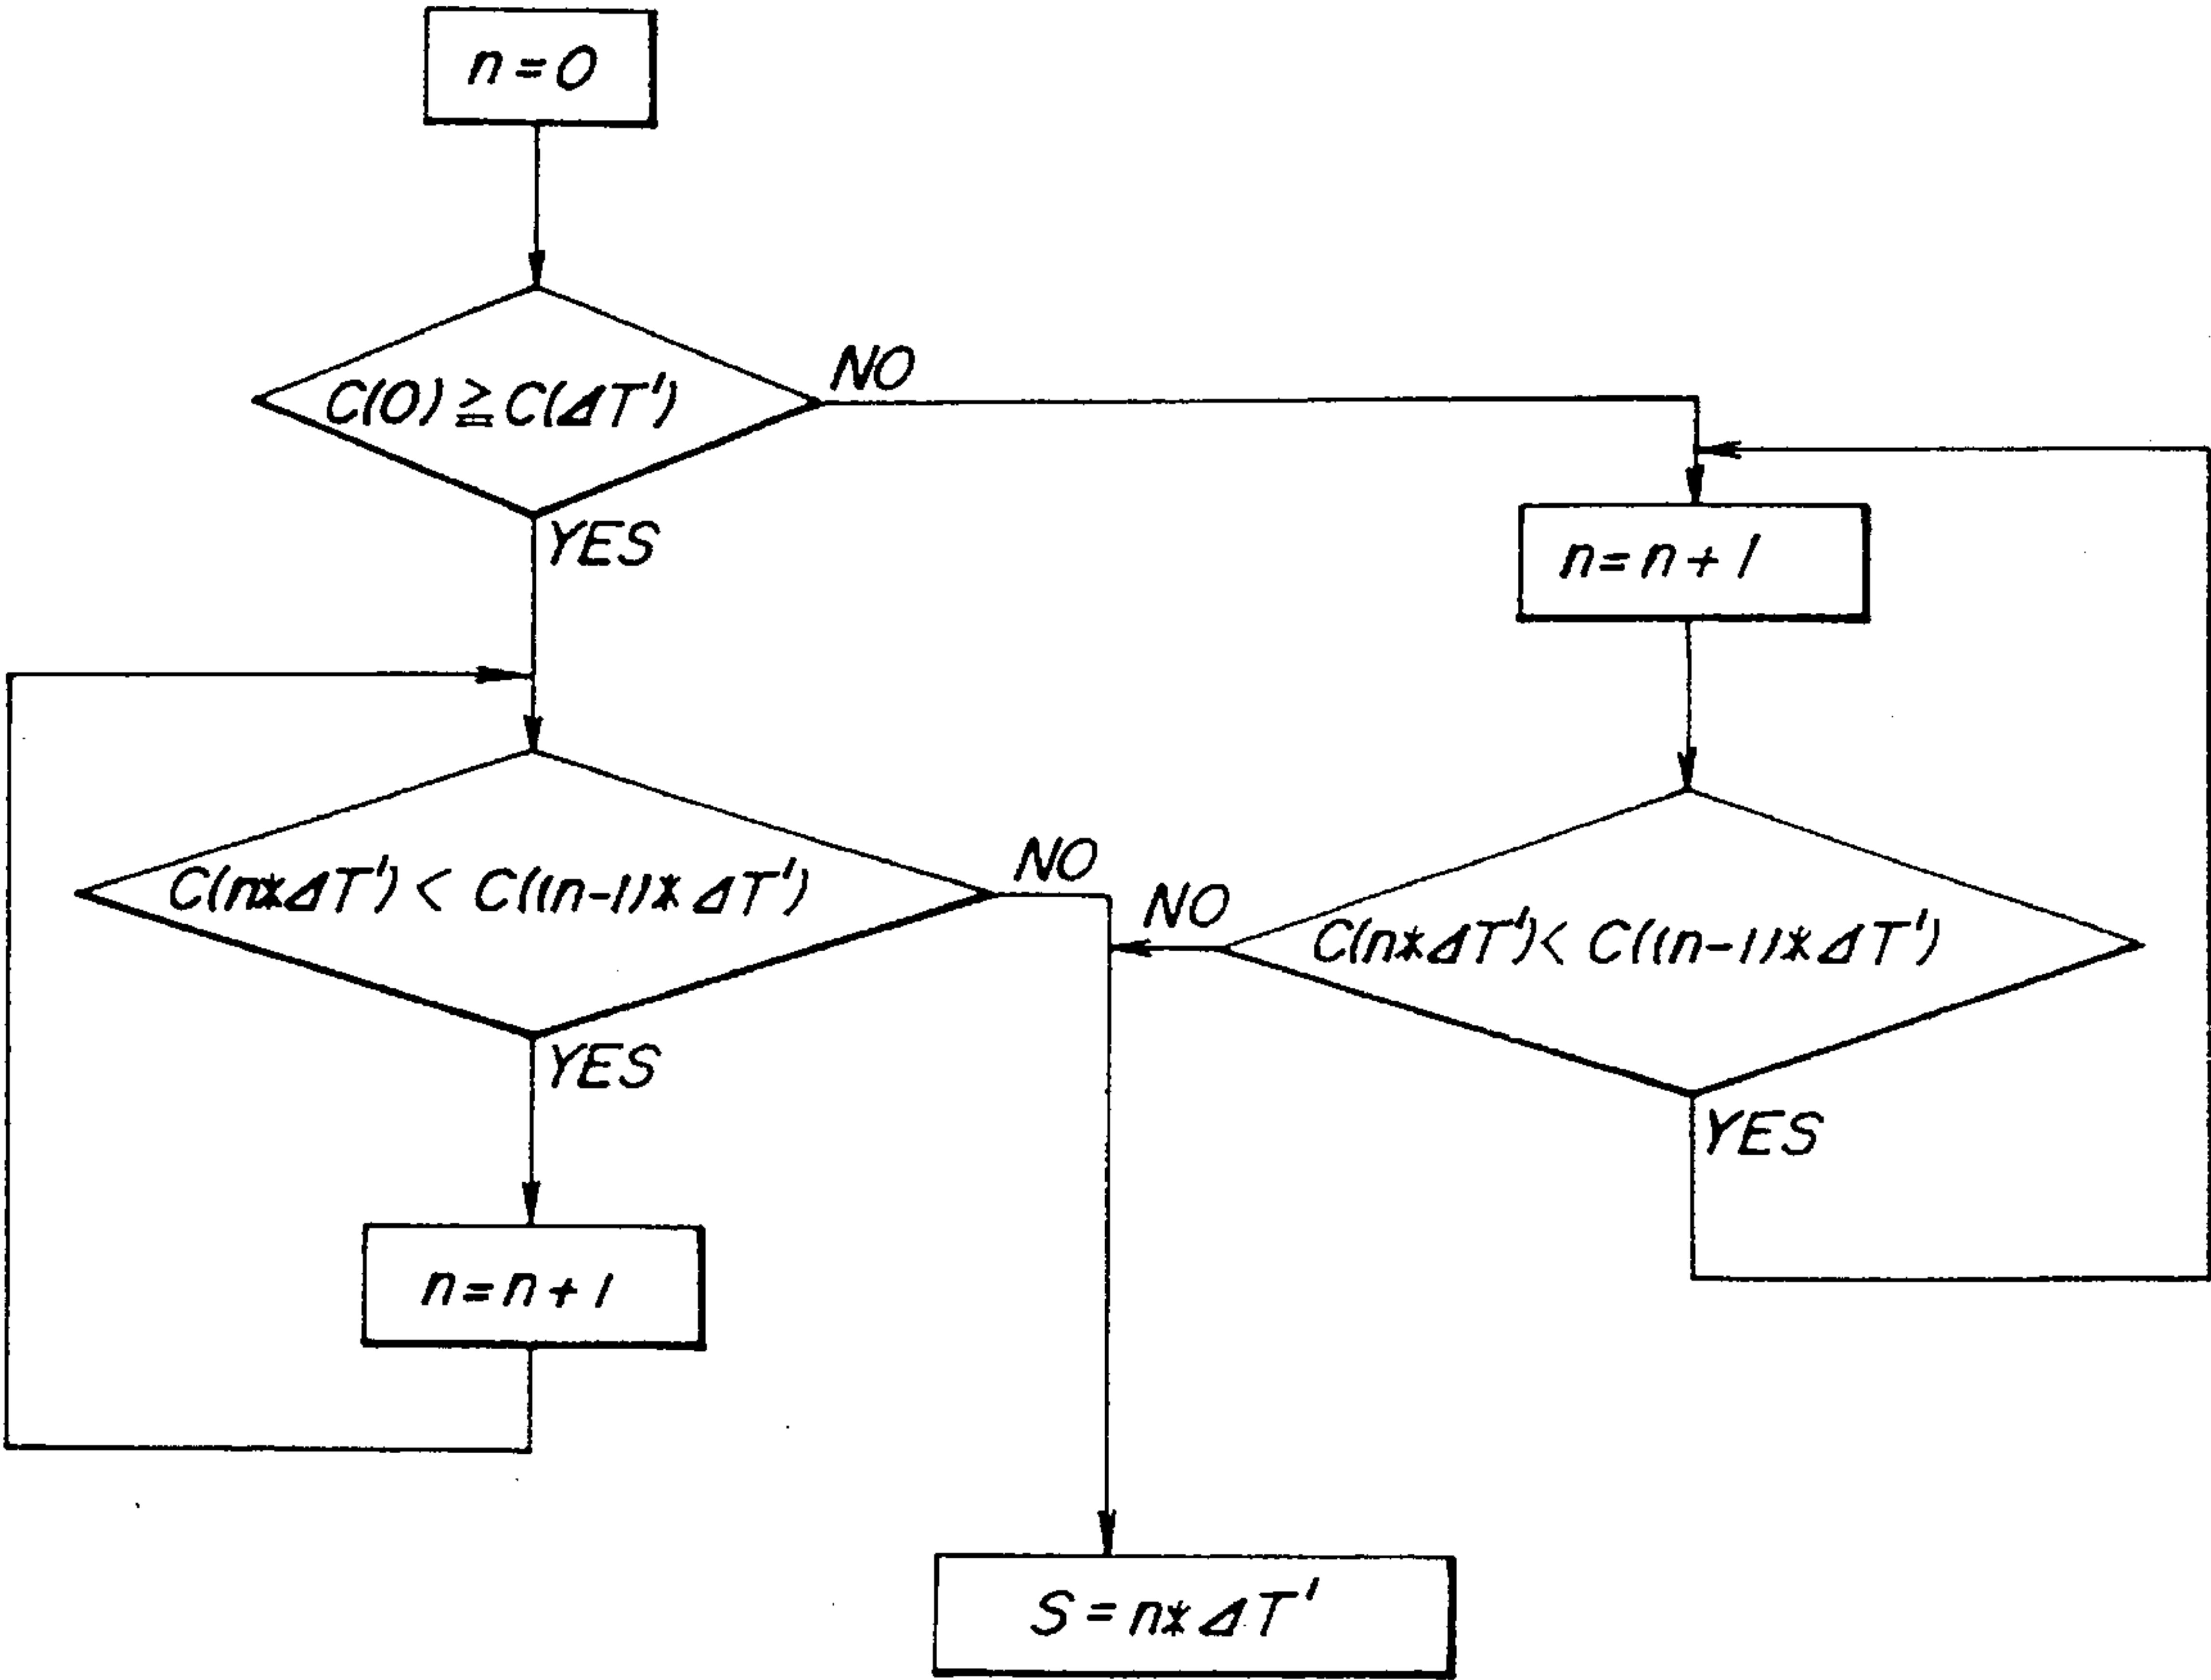 n=0
C(0)≧C(ΔT')
NO
YES
n=n+1
C(n*ΔT')< C((n-1)*ΔT')
NO
NO
C(n*ΔT')< C((n-1)*ΔT')
YES
YES
n=n+1
S=n*ΔT'